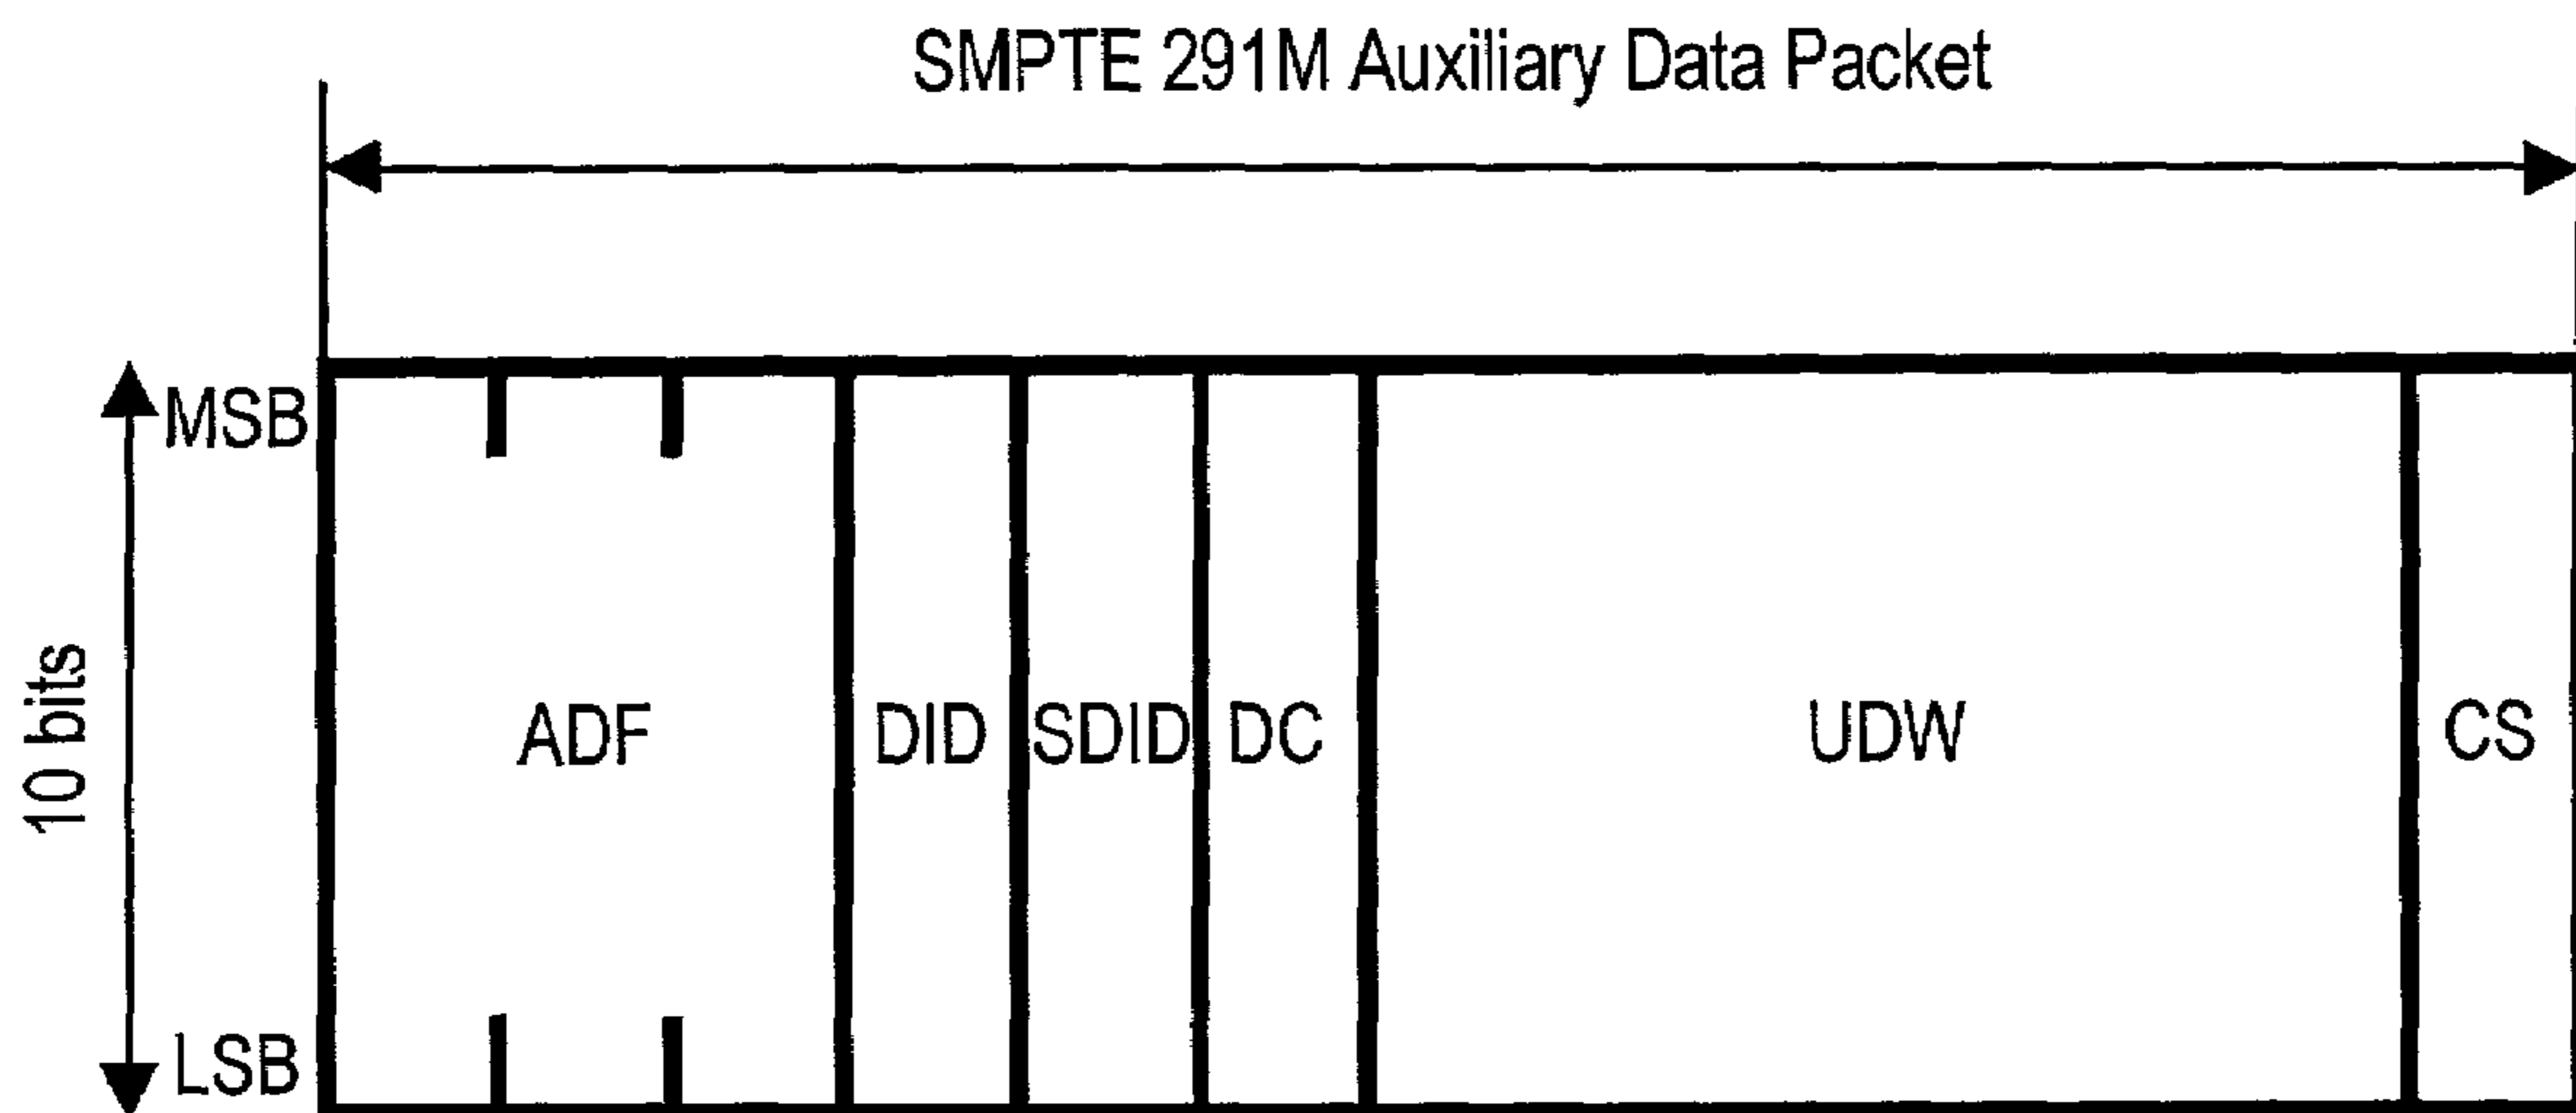 SMPTE 291M Auxiliary Data Packet
MSB
10 bits
ADF DID SDID DC UDW CS
LSB